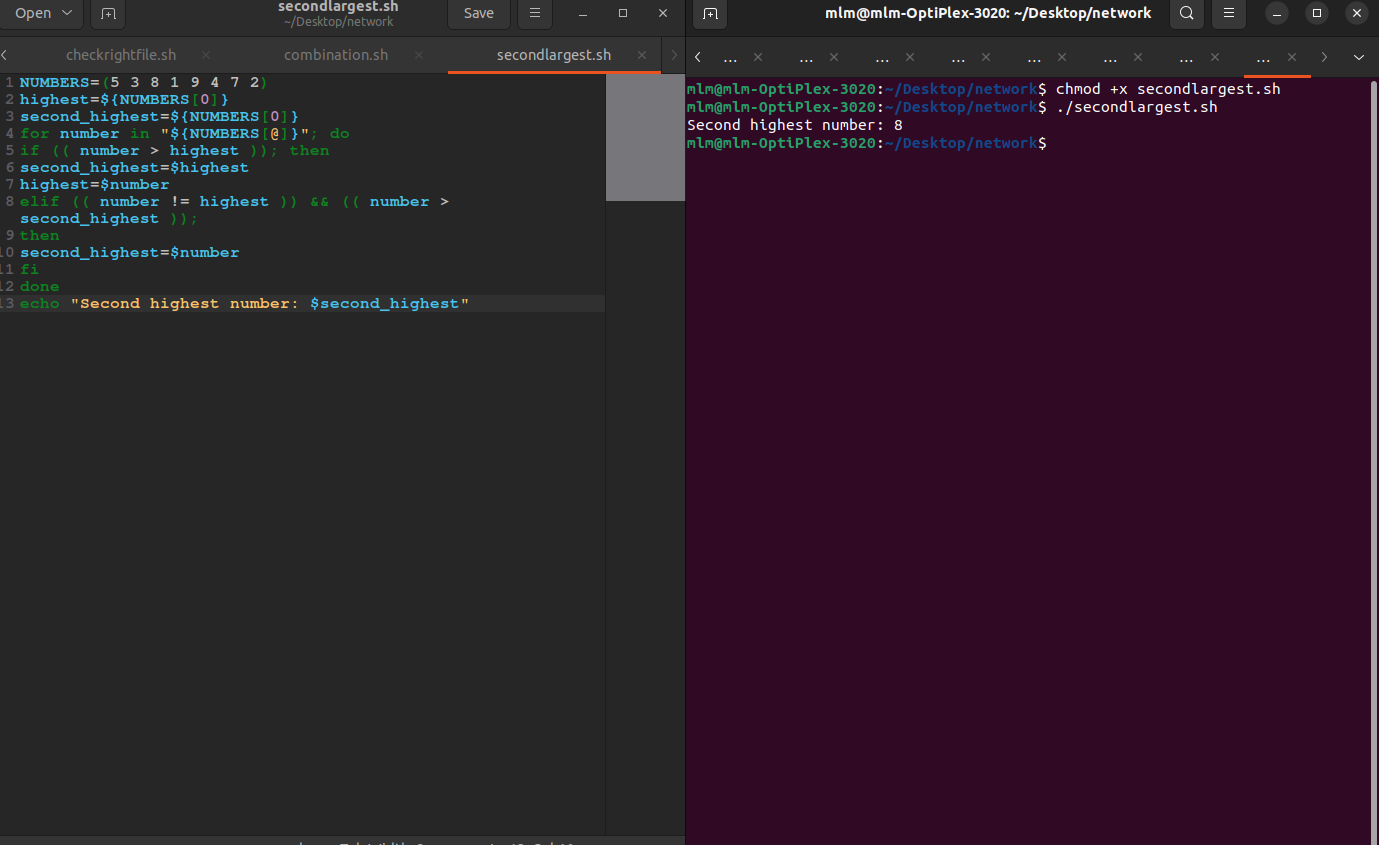 Open
secondlargest.sh
~/Desktop/network
Save
checkrightfile.sh
combination.sh
secondlargest.sh
1 NUMBERS=(5 3 8 1 9 4 7 2)
2 highest=${NUMBERS[0]}
3 second_highest=${NUMBERS[0]}
4 for number in "${NUMBERS[@]}"; do
5 if (( number > highest )); then
6 second_highest=$highest
7 highest=$number
8 elif (( number != highest )) && (( number >
second_highest ));
9 then
10 second_highest=$number
11 fi
12 done
13 echo "Second highest number: $second_highest"
mlm@mlm-OptiPlex-3020: ~/Desktop/network
... ... ... ... ... ... ... ...
mlm@mlm-OptiPlex-3020:~/Desktop/network$ chmod +x secondlargest.sh
mlm@mlm-OptiPlex-3020:~/Desktop/network$ ./secondlargest.sh
Second highest number: 8
mlm@mlm-OptiPlex-3020:~/Desktop/network$